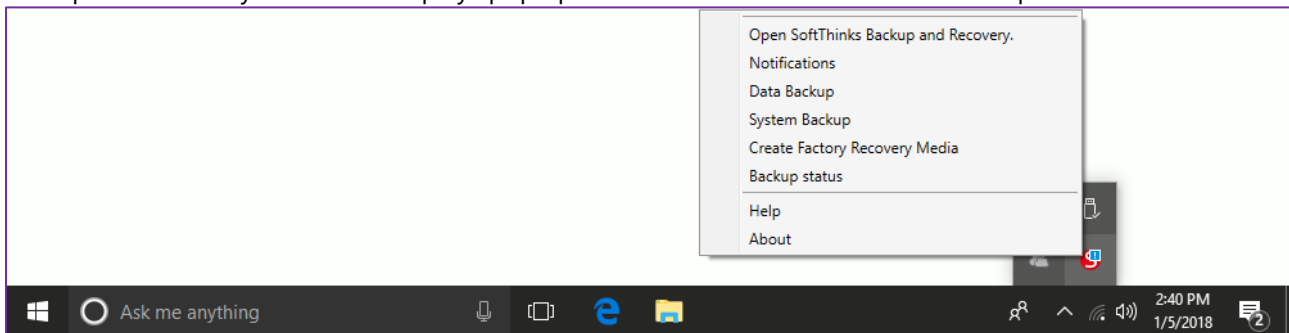 Open SoftThinks Backup and Recovery.
Notifications
Data Backup
System Backup
Create Factory Recovery Media
Backup status
Help
About
Ask me anything
2:40 PM
1/5/2018
2